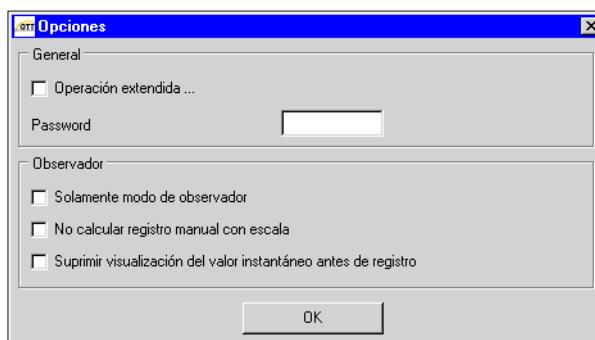 OTT Opciones
General
Operación extendida ...
Password
Observador
Solamente modo de observador
No calcular registro manual con escala
Suprimir visualización del valor instantáneo antes de registro
OK